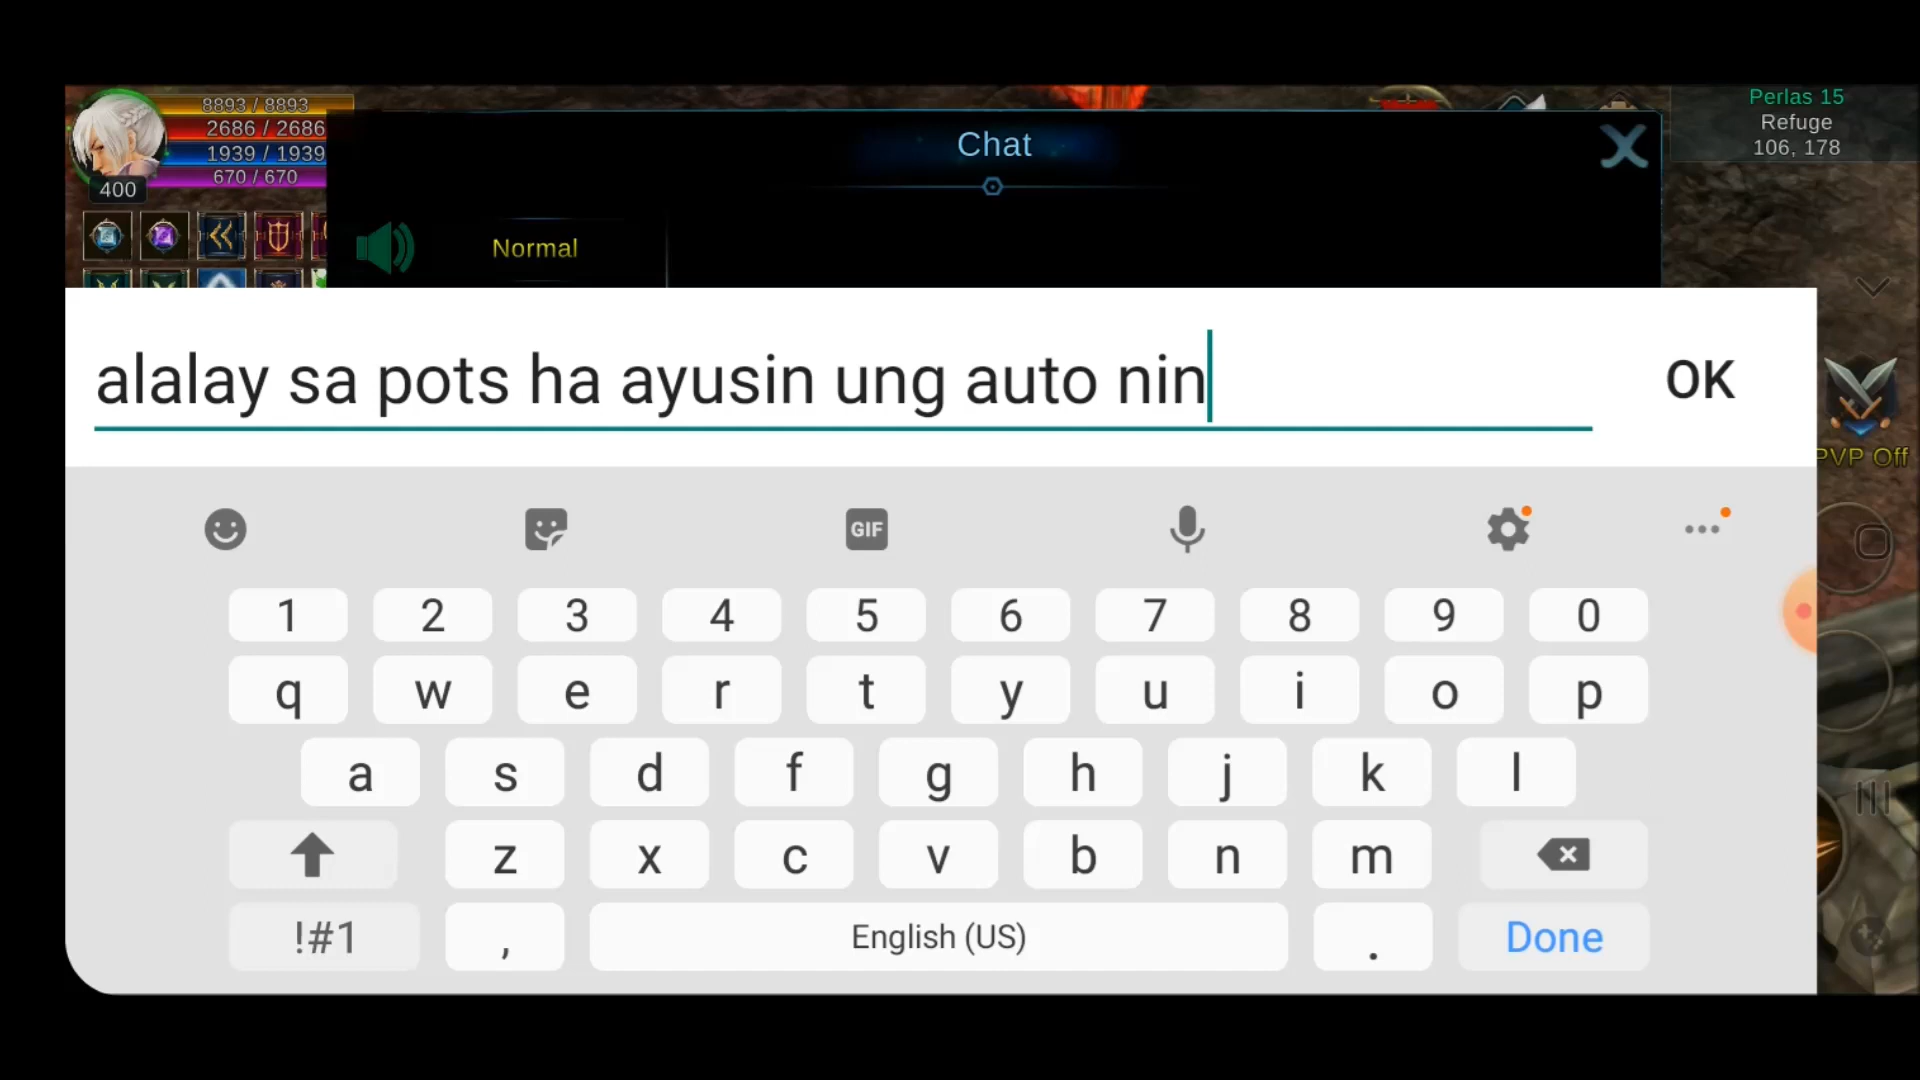 8893 / 8893
2686 / 2686
1939 / 1939
670 / 670
400
Chat
Normal
Perlas 15
Refuge
106, 178
alalay sa pots ha ayusin ung auto nin
OK
PVP Off
GIF
1 2 3 4 5 6 7 8 9 0
q w e r t y u i o p
a s d f g h j k l
z x c v b n m
!#1 , English (US) . Done